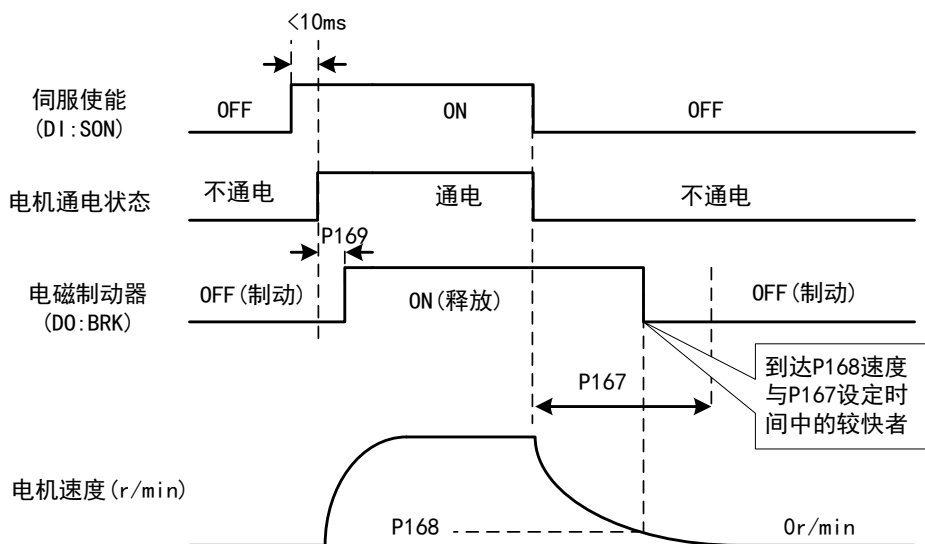 <10ms
伺服使能
(DI:SON)
OFF
ON
OFF
电机通电状态
不通电
通电
不通电
P169
电磁制动器
(DO:BRK)
OFF(制动)
ON(释放)
OFF(制动)
P167
到达P168速度
与P167设定时
间中的较快者
电机速度(r/min)
P168
0r/min